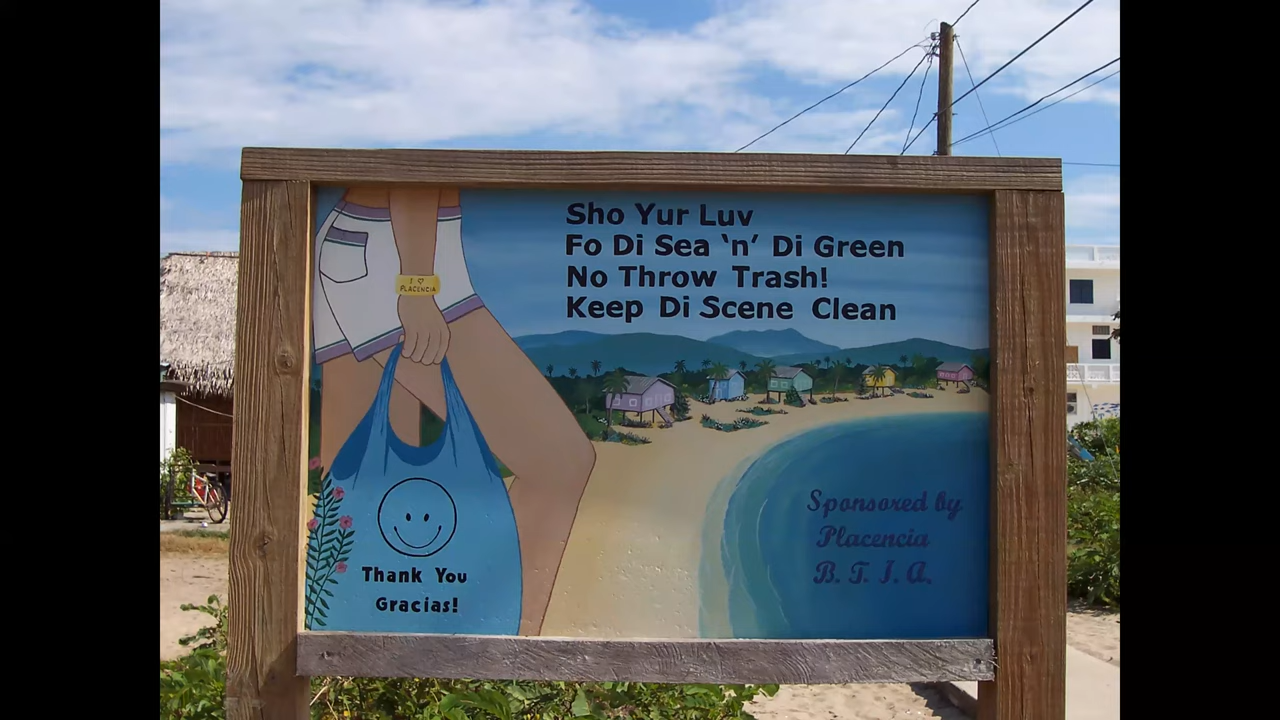 Sho Yur Luv
Fo Di Sea ‘n’ Di Green
No Throw Trash!
Keep Di Scene Clean
I ♡
PLACENCIA
Sponsored by
Placencia
B. T. I. A.
Thank You
Gracias!